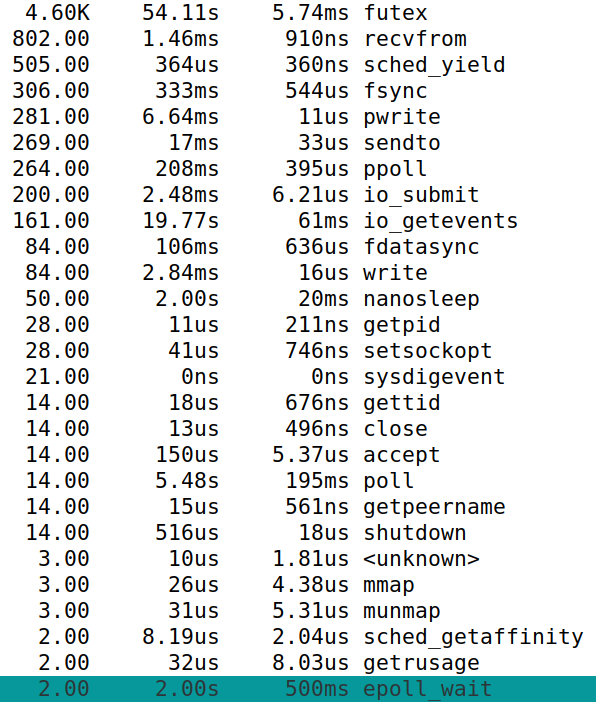 4.60K 54.11s 5.74ms futex
802.00 1.46ms 910ns recvfrom
505.00 364us 360ns sched_yield
306.00 333ms 544us fsync
281.00 6.64ms 11us pwrite
269.00 17ms 33us sendto
264.00 208ms 395us ppoll
200.00 2.48ms 6.21us io_submit
161.00 19.77s 61ms io_getevents
84.00 106ms 636us fdatasync
84.00 2.84ms 16us write
50.00 2.00s 20ms nanosleep
28.00 11us 211ns getpid
28.00 41us 746ns setsockopt
21.00 0ns 0ns sysdigevent
14.00 18us 676ns gettid
14.00 13us 496ns close
14.00 150us 5.37us accept
14.00 5.48s 195ms poll
14.00 15us 561ns getpeername
14.00 516us 18us shutdown
3.00 10us 1.81us <unknown>
3.00 26us 4.38us mmap
3.00 31us 5.31us munmap
2.00 8.19us 2.04us sched_getaffinity
2.00 32us 8.03us getrusage
2.00 2.00s 500ms epoll_wait